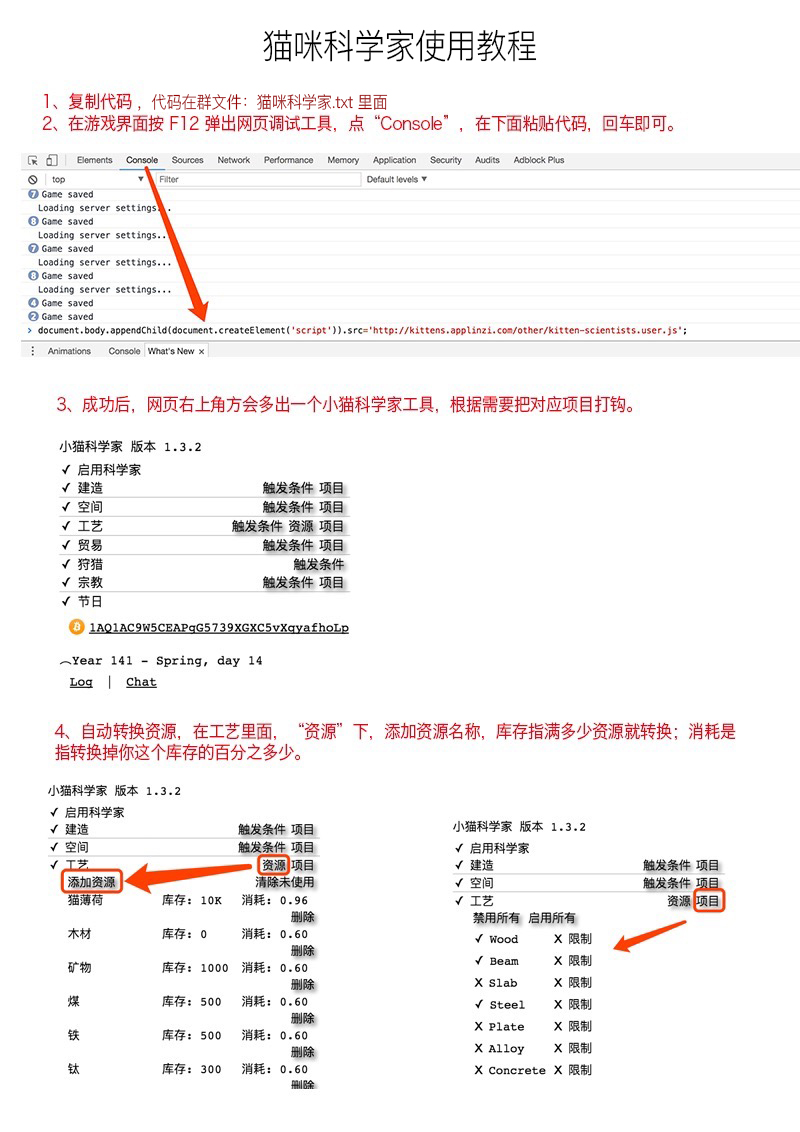 猫咪科学家使用教程
1、复制代码 ，代码在群文件：猫咪科学家.txt 里面
2、在游戏界面按 F12 弹出网页调试工具，点“Console”，在下面粘贴代码，回车即可。
Elements Console Sources Network Performance Memory Application Security Audits Adblock Plus
top ▼ Filter Default levels ▼
7 Game saved
Loading server settings...
8 Game saved
Loading server settings...
7 Game saved
Loading server settings...
8 Game saved
Loading server settings...
4 Game saved
2 Game saved
> document.body.appendChild(document.createElement('script')).src='http://kittens.applinzi.com/other/kitten-scientists.user.js';
Animations Console What's New ×
3、成功后，网页右上角方会多出一个小猫科学家工具，根据需要把对应项目打钩。
小猫科学家 版本 1.3.2
✓ 启用科学家
✓ 建造 触发条件 项目
✓ 空间 触发条件 项目
✓ 工艺 触发条件 资源 项目
✓ 贸易 触发条件 项目
✓ 狩猎 触发条件
✓ 宗教 触发条件 项目
✓ 节日
1AQ1AC9W5CEAPgG5739XGXC5vXqyafhoLp
Year 141 - Spring, day 14
Log | Chat
4、自动转换资源，在工艺里面，“资源”下，添加资源名称，库存指满多少资源就转换；消耗是
指转换掉你这个库存的百分之多少。
小猫科学家 版本 1.3.2
✓ 启用科学家
✓ 建造 触发条件 项目
✓ 空间 触发条件 项目
✓ 工艺 资源 项目
添加资源 清除未使用
猫薄荷 库存: 10K 消耗: 0.96
删除
木材 库存: 0 消耗: 0.60
删除
矿物 库存: 1000 消耗: 0.60
删除
煤 库存: 500 消耗: 0.60
删除
铁 库存: 500 消耗: 0.60
删除
钛 库存: 300 消耗: 0.60
删除
小猫科学家 版本 1.3.2
✓ 启用科学家
✓ 建造 触发条件 项目
✓ 空间 触发条件 项目
✓ 工艺 资源 项目
禁用所有 启用所有
✓ Wood X 限制
✓ Beam X 限制
X Slab X 限制
✓ Steel X 限制
X Plate X 限制
X Alloy X 限制
X Concrete X 限制